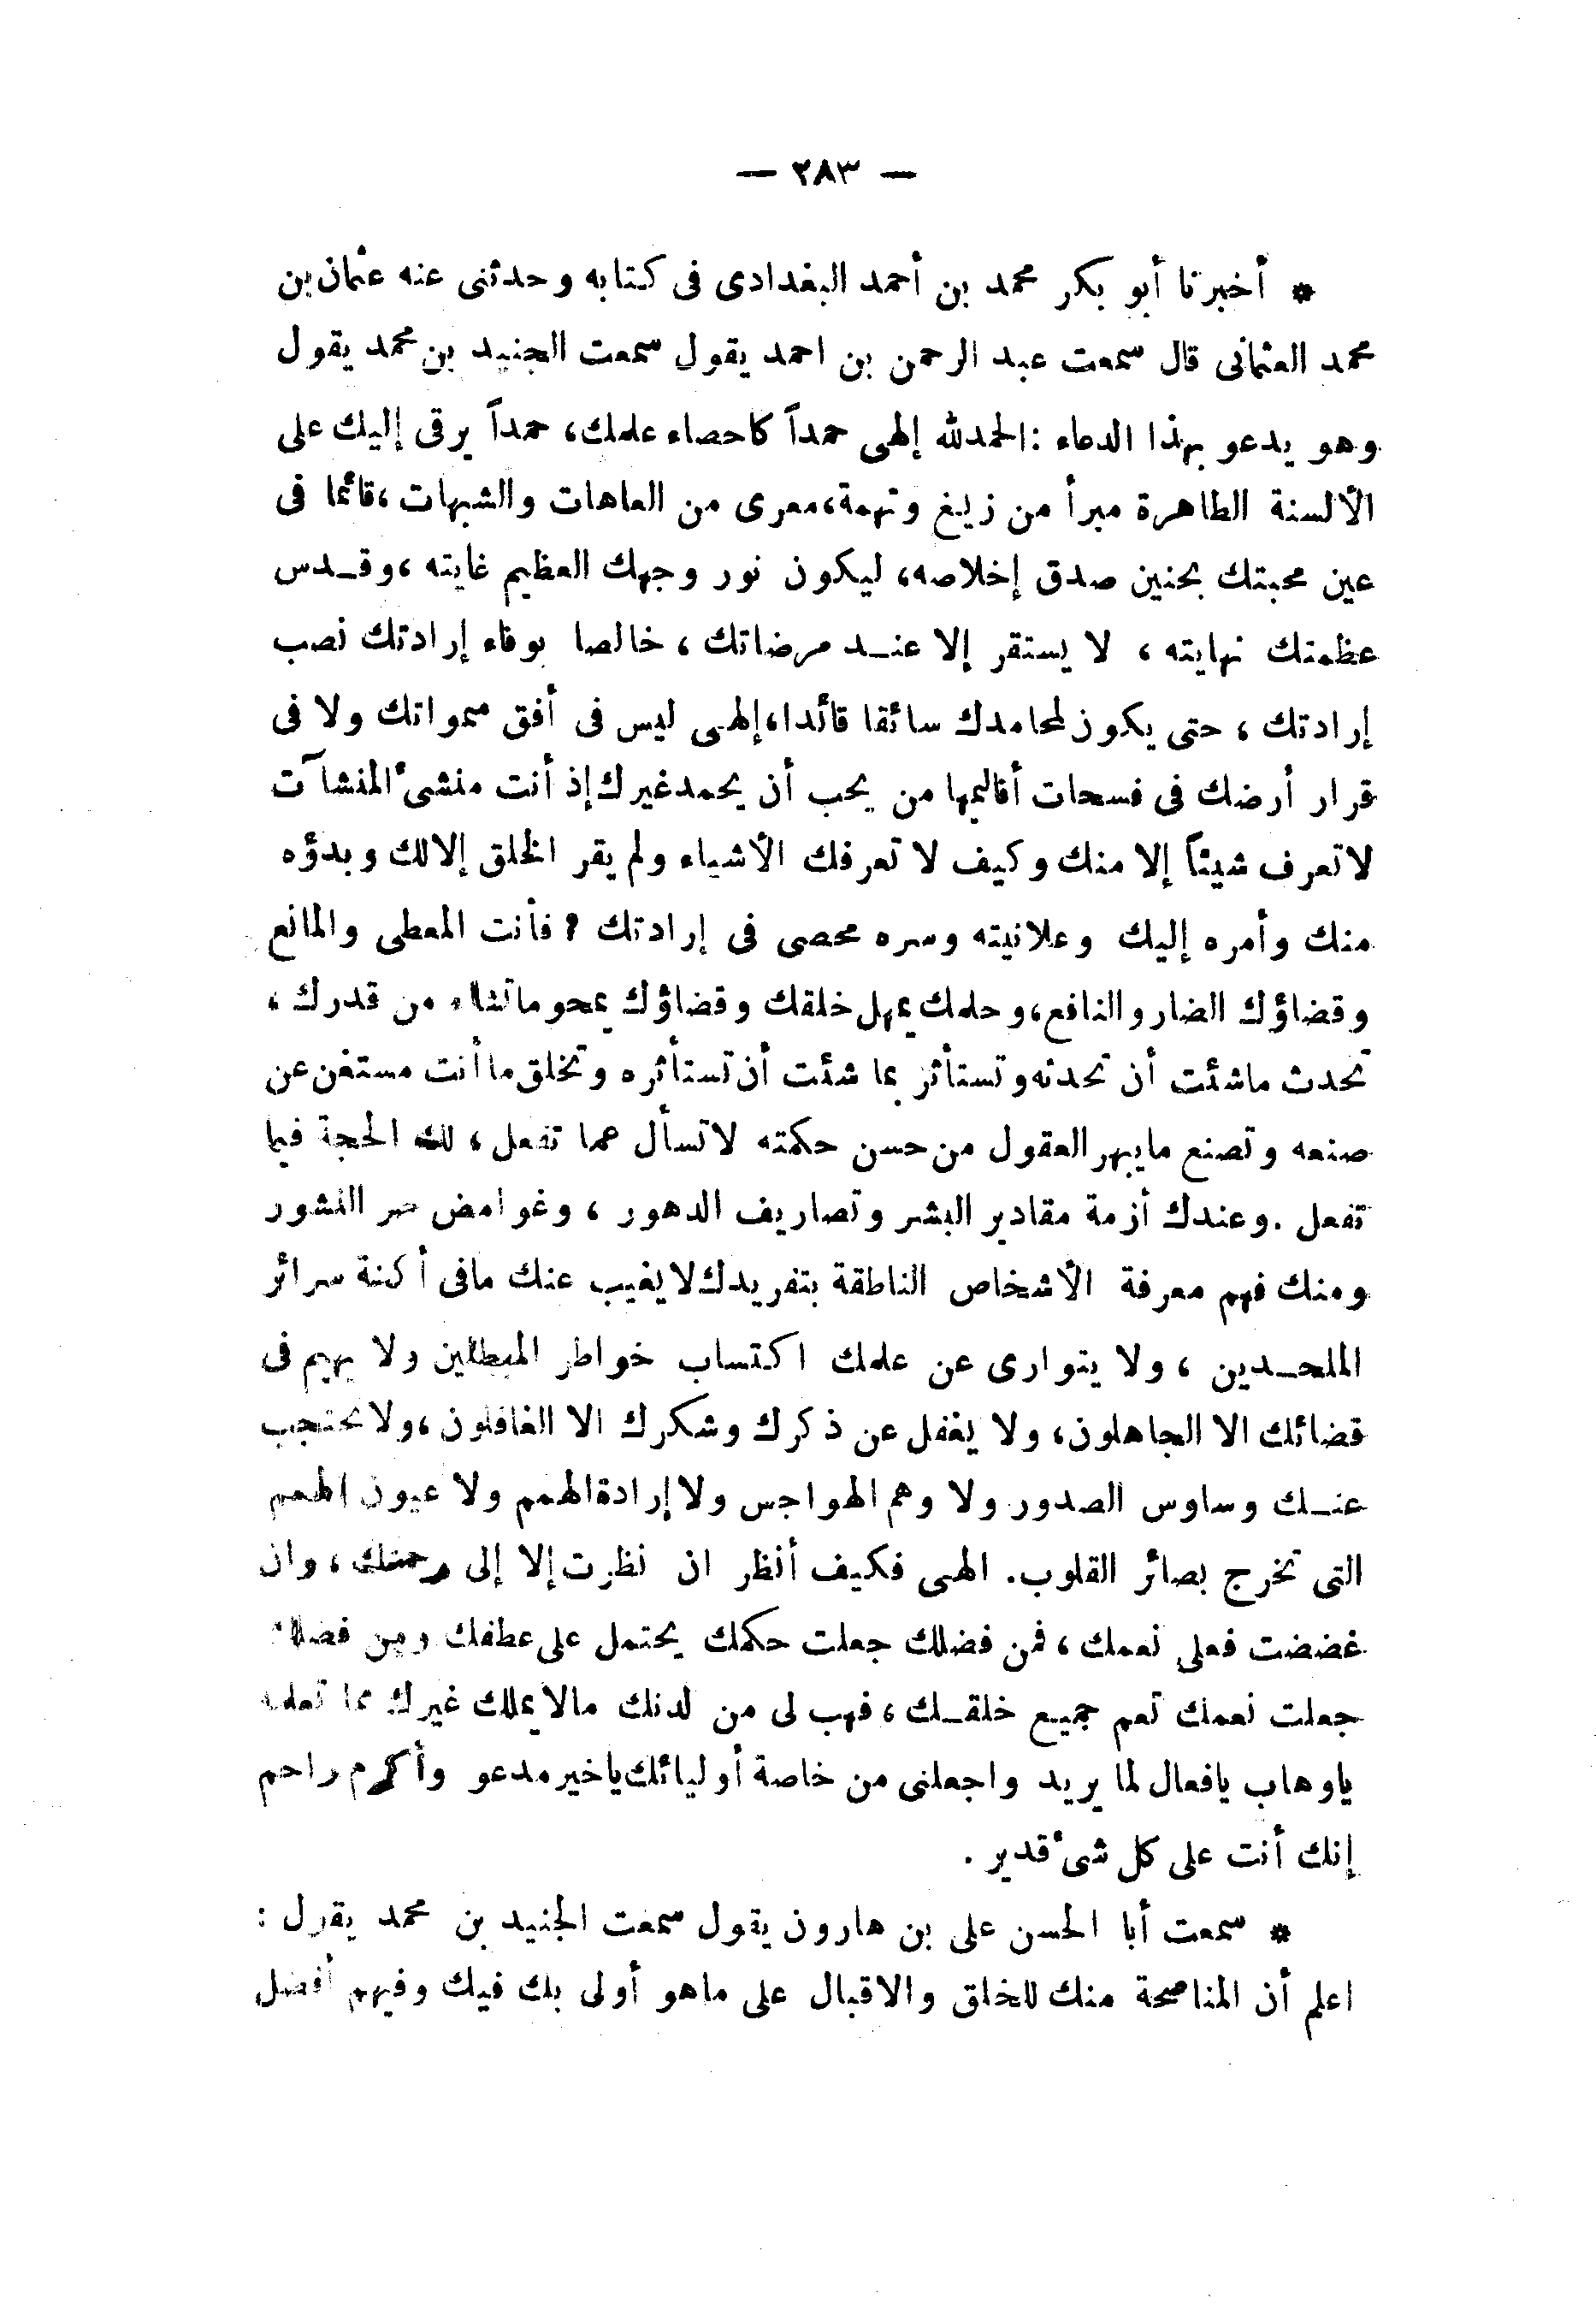 — ٢٨٣ —
* أخبرنا أبو بكر محمد بن أحمد البغدادى فى كتابه وحدثنى عنه عثمان بن
محمد العثمانى قال سمعت عبد الرحمن بن احمد يقول سمعت الجنيد بن محمد يقول
وهو يدعو بهذا الدعاء : الحمدلله إلهى حمداً كاحصاء علمك، حمداً يرقى إليك على
الألسنة الطاهرة مبرأ من زيغ وتهمة، معرى من العاهات والشبهات ، قائما فى
عين محبتك بحنين صدق إخلاصه، ليكون نور وجهك العظيم غايته ، وقدس
عظمتك نهايته ، لا يستقر إلا عند مرضاتك ، خالصا بوفاء إرادتك نصب
إرادتك ، حتى يكون لمحامدك سائقا قائدا، إلهى ليس فى أفق سمواتك ولا فى
قرار أرضك فى فسحات أقاليمها من يحب أن يحمد غيرك إذ أنت منشىء المنشآت
لا تعرف شيئاً إلا منك وكيف لا تعرفك الأشياء ولم يقر الخلق إلا لك وبدؤه
منك وأمره إليك وعلانيته وسره محصى فى إرادتك ؟ فأنت المعطى والمانع
وقضاؤك الضار والنافع، وحلمك يمهل خلقك وقضاؤك يمحو ماتشاء من قدرك ،
تحدث ماشئت أن تحدثه وتستأثر بما شئت أن تستأثره وتخلق ما أنت مستغن عن
صنعه وتصنع مايبهر العقول من حسن حكمته لا تسأل عما تفعل ، لك الحجة فيما
تفعل . وعندك أزمة مقادير البشر وتصاريف الدهور ، وغوامض سر النشور
ومنك فهم معرفة الأشخاص الناطقة بتفريدك لا يغيب عنك مافى أكنة سرائر
الملحدين ، ولا يتوارى عن علمك اكتساب خواطر المبطلين ولا يهيم فى
قضائك الا الجاهلون، ولا يغفل عن ذكرك وشكرك الا الغافلون ، ولا تحتجب
عنك وساوس الصدور ولا وهم الهواجس ولا إرادة الهمم ولا عيون الهمم
التى تخرج بصائر القلوب. الهى فكيف أنظر ان نظرت إلا إلى رحمتك ، وان
غضضت فعلى نعمك ، فمن فضلك جعلت حكمك يحتمل على عطفك ومن فضلك
جعلت نعمك تعم جميع خلقك ، فهب لى من لدنك مالا يملك غيرك مما تعلمه
ياوهاب يافعال لما يريد واجعلنى من خاصة أوليائك ياخير مدعو وأكرم راحم
إنك أنت على كل شىء قدير .
* سمعت أبا الحسن على بن هارون يقول سمعت الجنيد بن محمد يقول :
اعلم أن المناصحة منك للخلق والاقبال على ماهو أولى بك فيك وفيهم أفضل